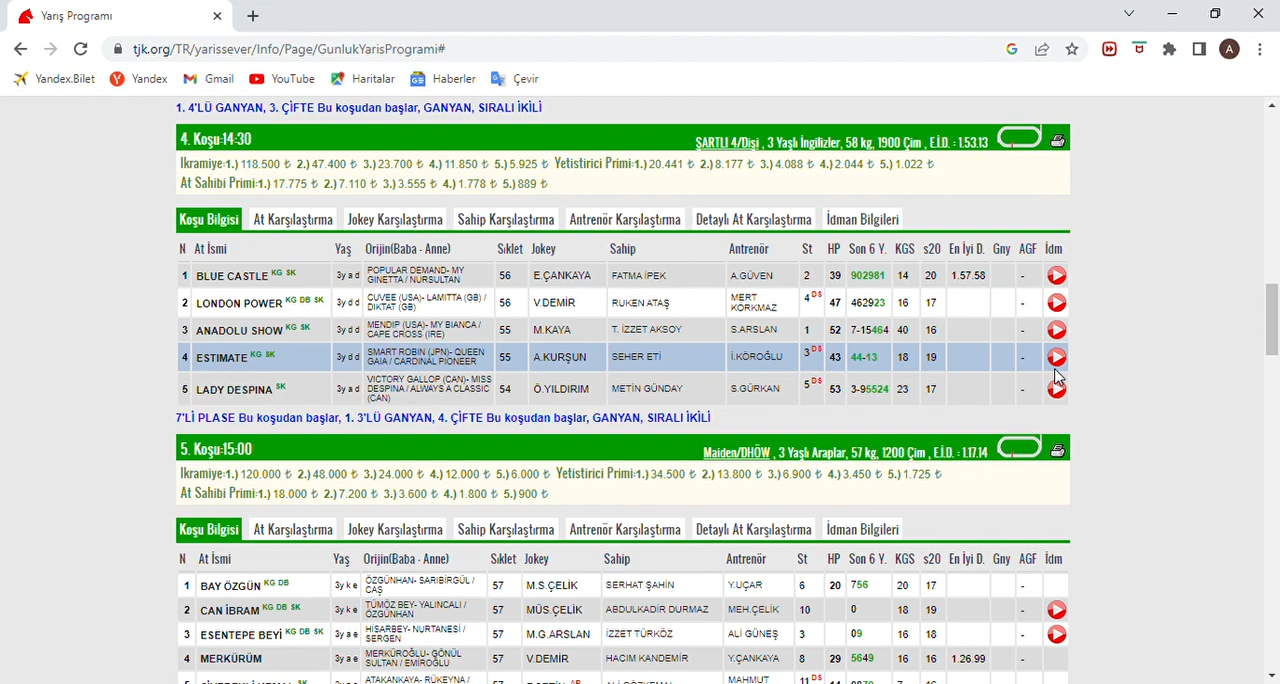 Yarış Programı
tjk.org/TR/yarissever/Info/Page/GunlukYarisProgrami#
A
Yandex.Bilet Yandex Gmail YouTube Haritalar Haberler Çevir
1. 4'LÜ GANYAN, 3. ÇİFTE Bu koşudan başlar, GANYAN, SIRALI İKİLİ
4. Koşu:14:30 ŞARTLI 4/Dişi , 3 Yaşlı İngilizler, 58 kg, 1900 Çim , E.İ.D. : 1.53.13
Ikramiye:1.) 118.500 ₺ 2.) 47.400 ₺ 3.) 23.700 ₺ 4.) 11.850 ₺ 5.) 5.925 ₺ Yetistirici Primi:1.) 20.441 ₺ 2.) 8.177 ₺ 3.) 4.088 ₺ 4.) 2.044 ₺ 5.) 1.022 ₺
At Sahibi Primi:1.) 17.775 ₺ 2.) 7.110 ₺ 3.) 3.555 ₺ 4.) 1.778 ₺ 5.) 889 ₺
Koşu Bilgisi At Karşılaştırma Jokey Karşılaştırma Sahip Karşılaştırma Antrenör Karşılaştırma Detaylı At Karşılaştırma İdman Bilgileri
N At İsmi Yaş Orijin(Baba - Anne) Sıklet Jokey Sahip Antrenör St HP Son 6 Y. KGS s20 En İyi D. Gny AGF İdm
1 BLUE CASTLE KG SK 3y a d POPULAR DEMAND- MY GINETTA / NURSULTAN 56 E.ÇANKAYA FATMA İPEK A.GÜVEN 2 39 902981 14 20 1.57.58 -
2 LONDON POWER KG DB SK 3y d d CUVEE (USA)- LAMITTA (GB) / DIKTAT (GB) 56 V.DEMİR RUKEN ATAŞ MERT KORKMAZ 4 DS 47 462923 16 17 -
3 ANADOLU SHOW KG SK 3y d d MENDIP (USA)- MY BIANCA / CAPE CROSS (IRE) 55 M.KAYA T. İZZET AKSOY S.ARSLAN 1 52 7-15464 40 16 -
4 ESTIMATE KG SK 3y d d SMART ROBIN (JPN)- QUEEN GAIA / CARDINAL PIONEER 55 A.KURŞUN SEHER ETİ İ.KÖROĞLU 3 DS 43 44-13 18 19 -
5 LADY DESPINA SK 3y a d VICTORY GALLOP (CAN)- MISS DESPINA / ALWAYS A CLASSIC (CAN) 54 Ö.YILDIRIM METİN GÜNDAY S.GÜRKAN 5 DS 53 3-95524 23 17 -
7'Lİ PLASE Bu koşudan başlar, 1. 3'LÜ GANYAN, 4. ÇİFTE Bu koşudan başlar, GANYAN, SIRALI İKİLİ
5. Koşu:15:00 Maiden/DHÖW , 3 Yaşlı Araplar, 57 kg, 1200 Çim , E.İ.D. : 1.17.14
Ikramiye:1.) 120.000 ₺ 2.) 48.000 ₺ 3.) 24.000 ₺ 4.) 12.000 ₺ 5.) 6.000 ₺ Yetistirici Primi:1.) 34.500 ₺ 2.) 13.800 ₺ 3.) 6.900 ₺ 4.) 3.450 ₺ 5.) 1.725 ₺
At Sahibi Primi:1.) 18.000 ₺ 2.) 7.200 ₺ 3.) 3.600 ₺ 4.) 1.800 ₺ 5.) 900 ₺
Koşu Bilgisi At Karşılaştırma Jokey Karşılaştırma Sahip Karşılaştırma Antrenör Karşılaştırma Detaylı At Karşılaştırma İdman Bilgileri
N At İsmi Yaş Orijin(Baba - Anne) Sıklet Jokey Sahip Antrenör St HP Son 6 Y. KGS s20 En İyi D. Gny AGF İdm
1 BAY ÖZGÜN KG DB 3y k e ÖZGÜNHAN- SARIBİRGÜL / CAŞ 57 M.S.ÇELİK SERHAT ŞAHİN Y.UÇAR 6 20 756 20 17 -
2 CAN İBRAM KG DB SK 3y k e TÜMÖZ BEY- YALINCALI / ÖZGÜNHAN 57 MÜS.ÇELİK ABDULKADİR DURMAZ MEH.ÇELİK 10 0 18 19 -
3 ESENTEPE BEYİ KG DB SK 3y a e HİSARBEY- NURTANESİ / SERGEN 57 M.G.ARSLAN İZZET TÜRKÖZ ALİ GÜNEŞ 3 09 16 18 -
4 MERKÜRÜM 3y a e MERKÜROĞLU- GÖNÜL SULTAN / EMİROĞLU 57 V.DEMİR HACIM KANDEMİR Y.ÇANKAYA 8 29 5649 16 16 1.26.99 -
ATAKANKAYA- RÜKEYNA / MAHMUT 11 DS